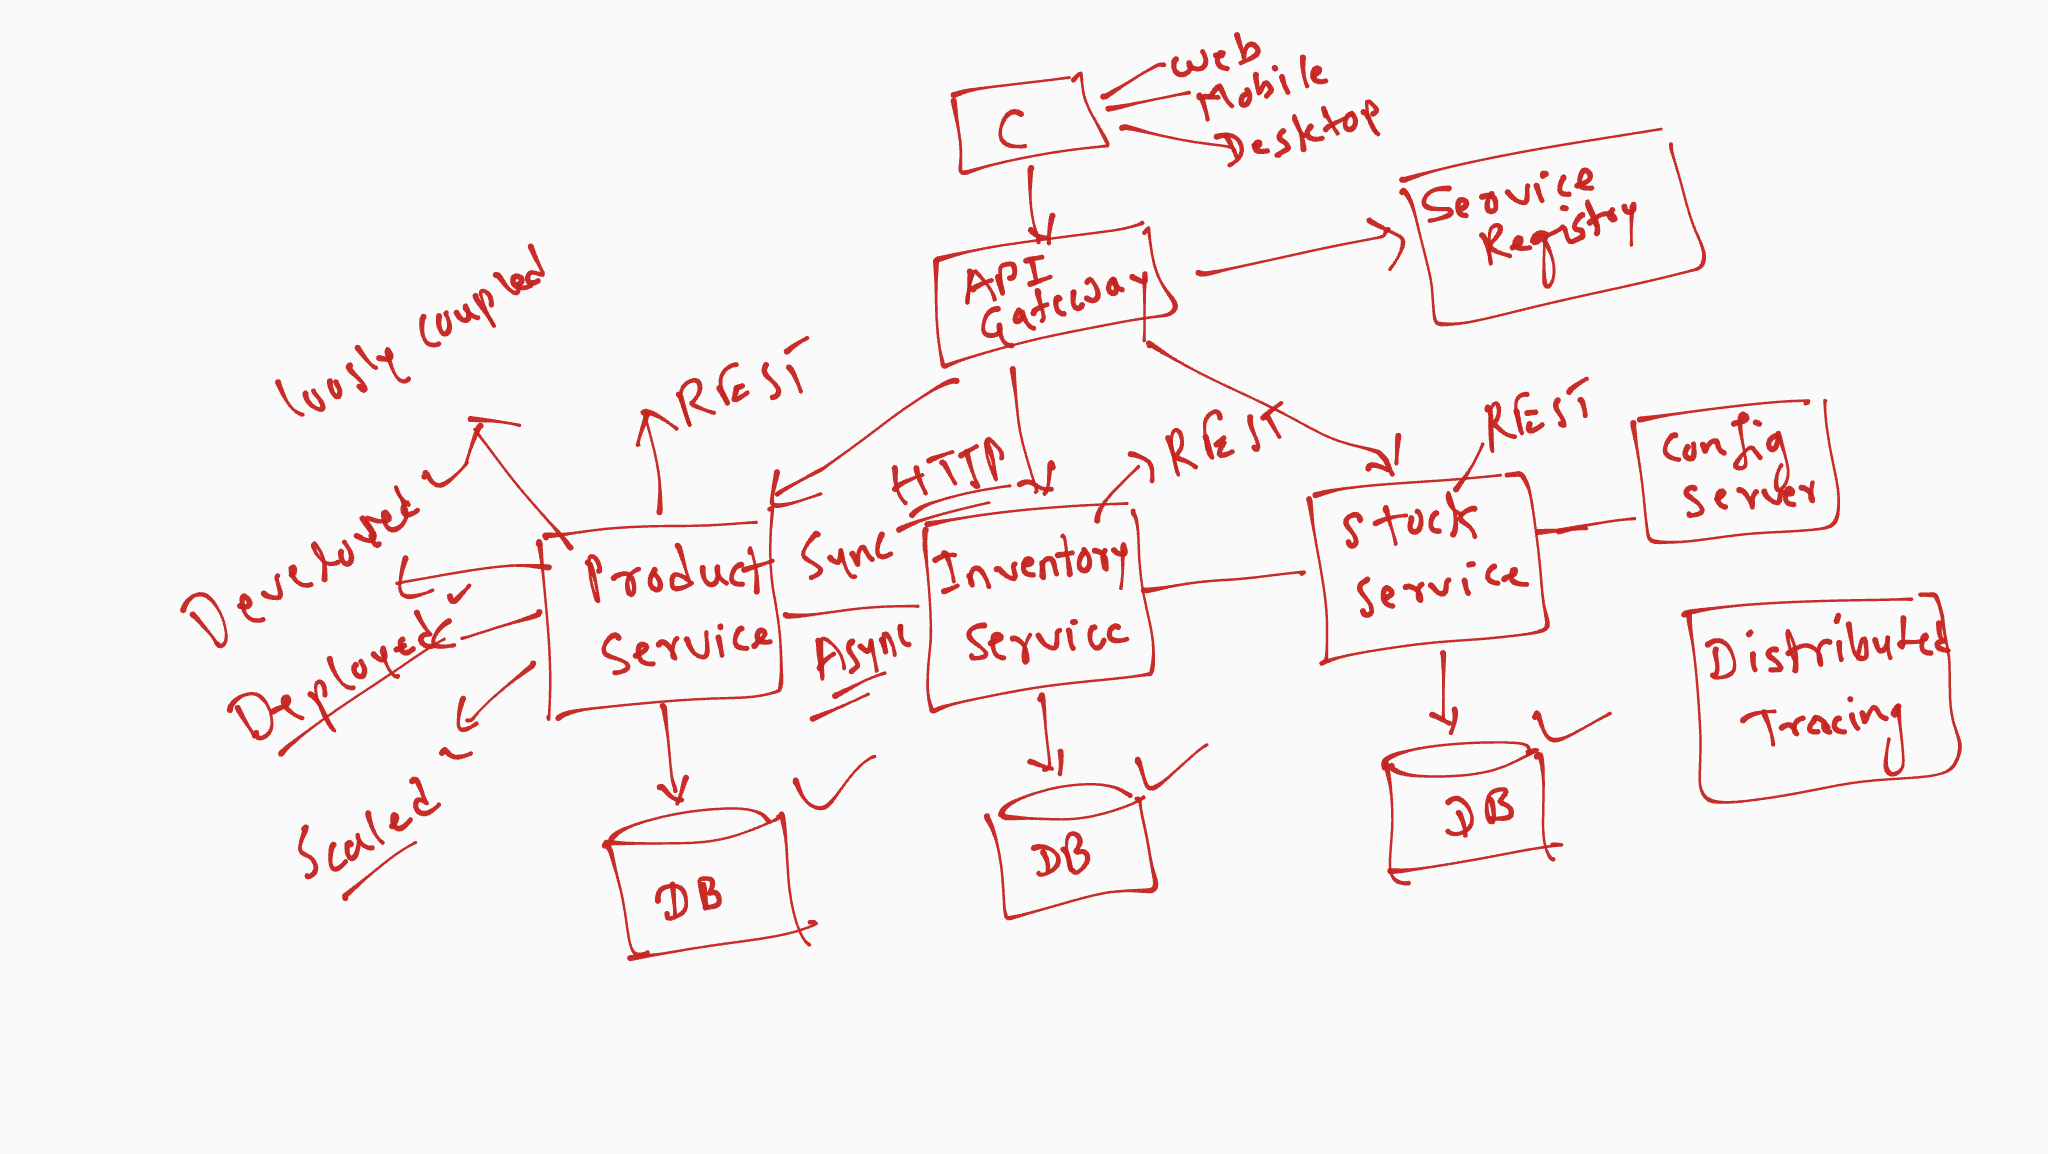 Web
Mobile
Desktop
C
Service
Registry
API
Gateway
loosly coupled
REST
REST
REST
HTTP
Config
Server
Developed
Sync
Product
Service
Inventory
Service
Stock
Service
Async
Deployed
Distributed
Tracing
Scaled
DB
DB
DB